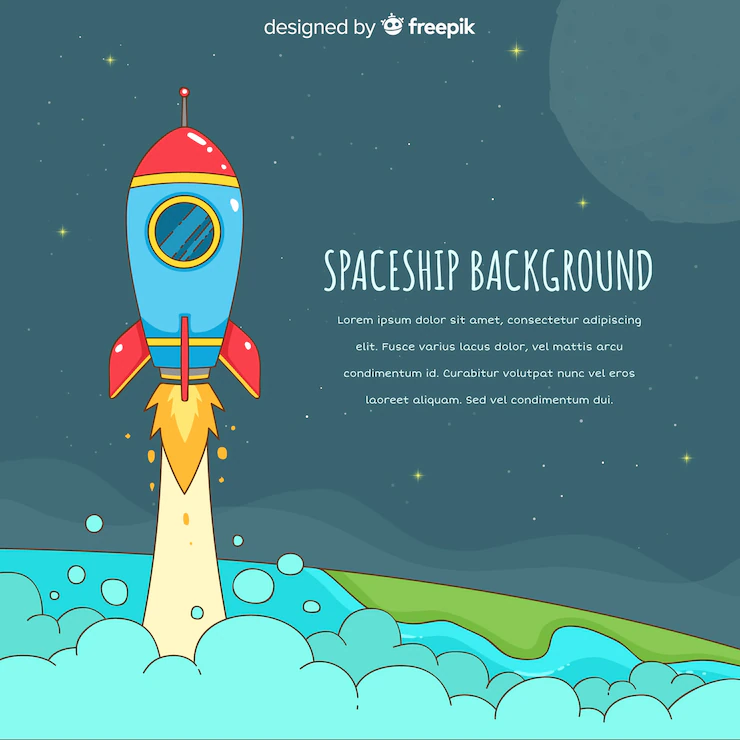 designed by freepik
SPACESHIP BACKGROUND
Lorem ipsum dolor sit amet, consectetur adipiscing
elit. Fusce varius lacus dolor, vel mattis arcu
condimentum id. Curabitur volutpat nunc vel eros
laoreet aliquam. Sed vel condimentum dui.